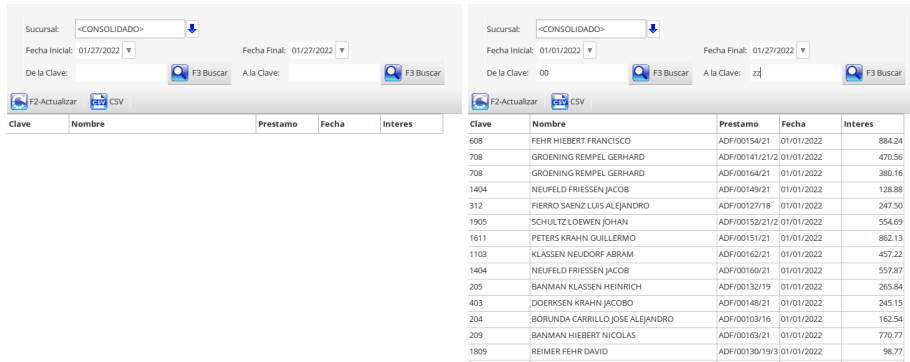 Sucursal: <CONSOLIDADO>
Fecha Inicial: 01/27/2022 Fecha Final: 01/27/2022
De la Clave: F3 Buscar A la Clave: F3 Buscar
F2-Actualizar CSV CSV
Clave Nombre Prestamo Fecha Interes
Sucursal: <CONSOLIDADO>
Fecha Inicial: 01/01/2022 Fecha Final: 01/27/2022
De la Clave: 00 F3 Buscar A la Clave: zz F3 Buscar
F2-Actualizar CSV CSV
Clave Nombre Prestamo Fecha Interes
608 FEHR HIEBERT FRANCISCO ADF/00154/21 01/01/2022 884.24
708 GROENING REMPEL GERHARD ADF/00141/21/2 01/01/2022 470.56
708 GROENING REMPEL GERHARD ADF/00164/21 01/01/2022 380.16
1404 NEUFELD FRIESSEN JACOB ADF/00149/21 01/01/2022 128.88
312 FIERRO SAENZ LUIS ALEJANDRO ADF/00127/18 01/01/2022 247.50
1905 SCHULTZ LOEWEN JOHAN ADF/00152/21/2 01/01/2022 554.69
1611 PETERS KRAHN GUILLERMO ADF/00151/21 01/01/2022 862.13
1103 KLASSEN NEUDORF ABRAM ADF/00162/21 01/01/2022 457.22
1404 NEUFELD FRIESSEN JACOB ADF/00160/21 01/01/2022 557.87
205 BANMAN KLASSEN HEINRICH ADF/00132/19 01/01/2022 265.84
403 DOERKSEN KRAHN JACOBO ADF/00148/21 01/01/2022 245.15
204 BORUNDA CARRILLO JOSE ALEJANDRO ADF/00103/16 01/01/2022 162.54
209 BANMAN HIEBERT NICOLAS ADF/00163/21 01/01/2022 770.77
1809 REIMER FEHR DAVID ADF/00130/19/3 01/01/2022 98.77